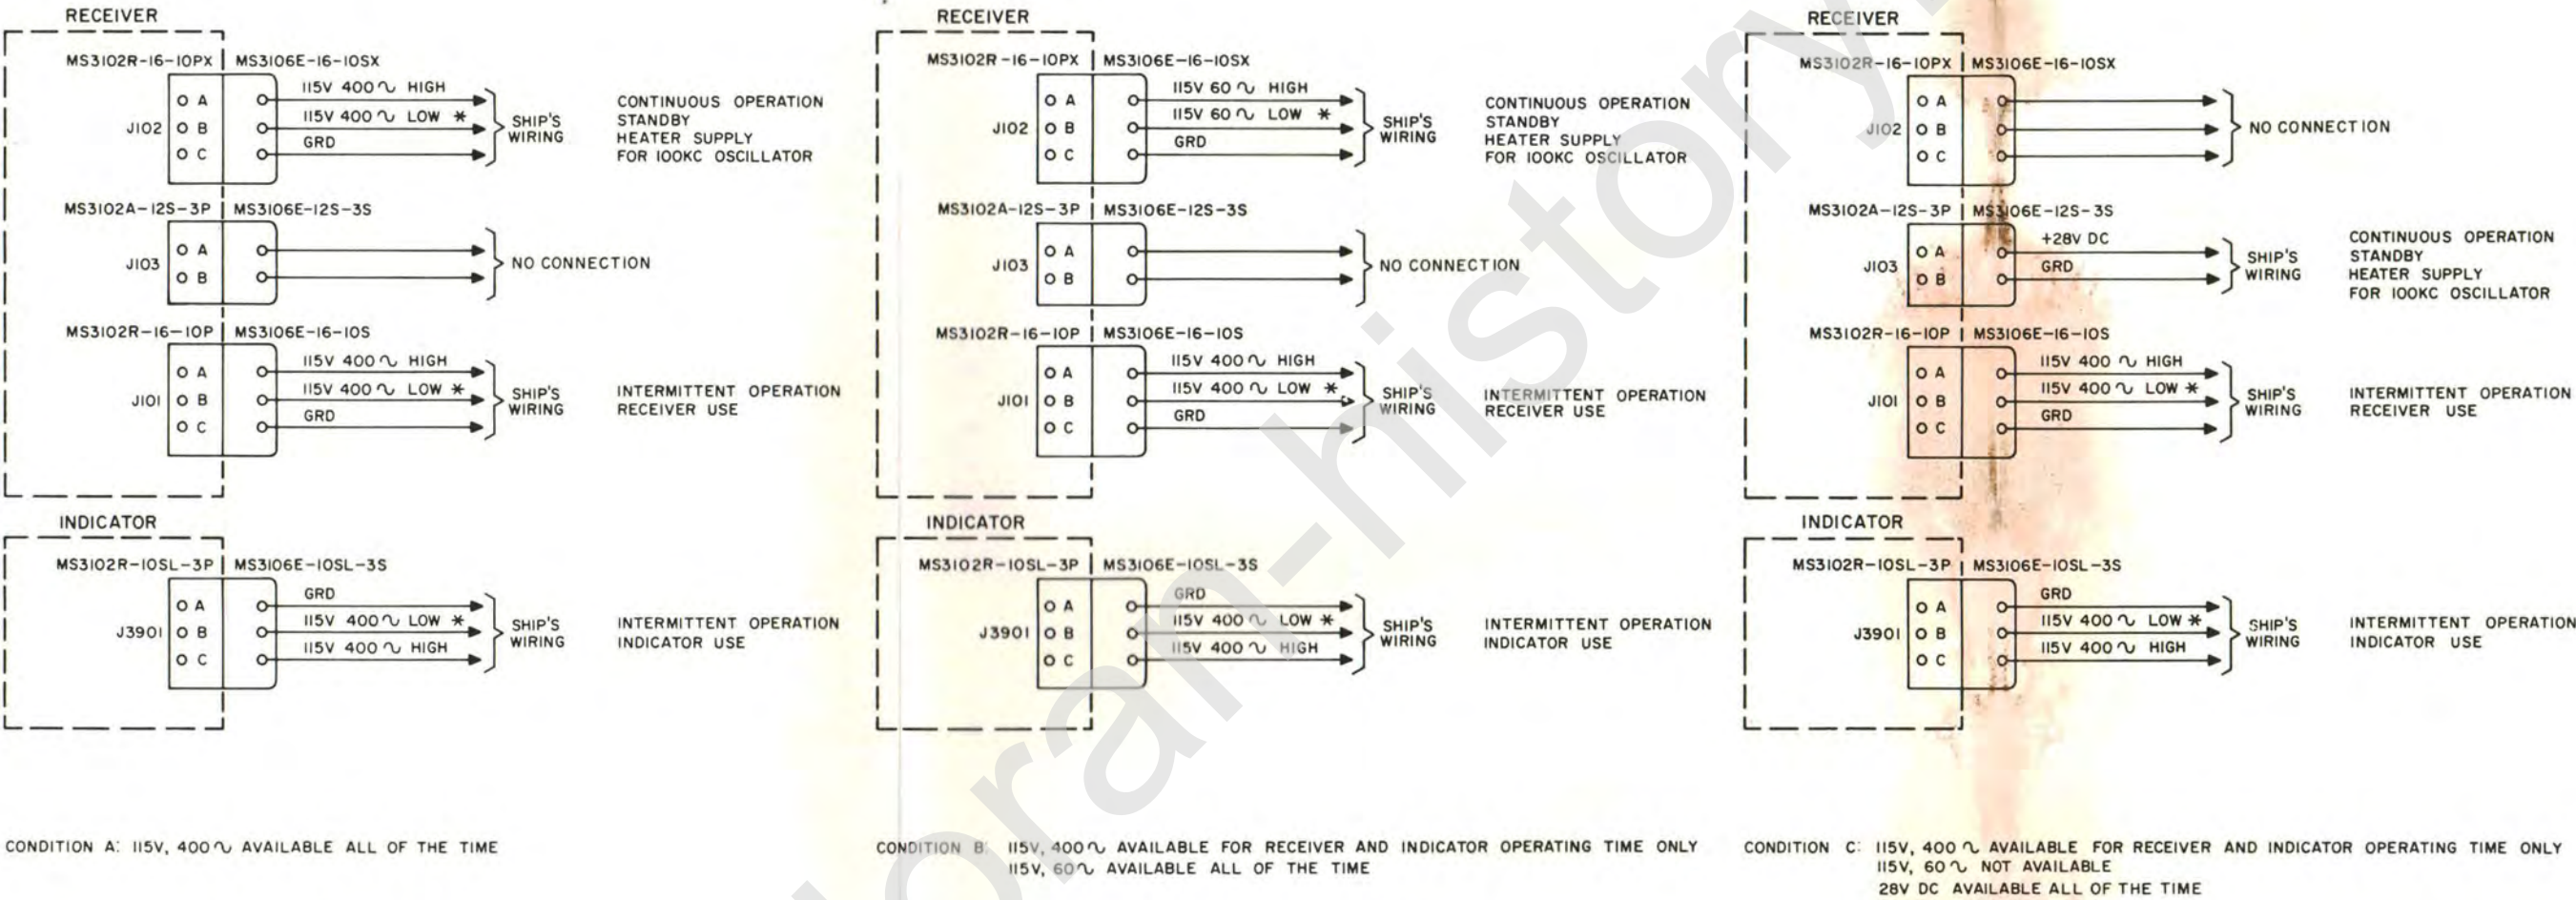 RECEIVER
MS3102R-16-10PX MS3106E-16-10SX
115V 400∿ HIGH
A
115V 400∿ LOW *
J102 B
GRD
C
SHIP'S
WIRING
CONTINUOUS OPERATION
STANDBY
HEATER SUPPLY
FOR 100KC OSCILLATOR
MS3102A-12S-3P MS3106E-12S-3S
A
J103
B
NO CONNECTION
MS3102R-16-10P MS3106E-16-10S
115V 400∿ HIGH
A
115V 400∿ LOW *
J101 B
GRD
C
SHIP'S
WIRING
INTERMITTENT OPERATION
RECEIVER USE
INDICATOR
MS3102R-10SL-3P MS3106E-10SL-3S
GRD
A
115V 400∿ LOW *
J3901 B
115V 400∿ HIGH
C
SHIP'S
WIRING
INTERMITTENT OPERATION
INDICATOR USE
CONDITION A: 115V, 400∿ AVAILABLE ALL OF THE TIME
RECEIVER
MS3102R-16-10PX MS3106E-16-10SX
115V 60∿ HIGH
A
115V 60∿ LOW *
J102 B
GRD
C
SHIP'S
WIRING
CONTINUOUS OPERATION
STANDBY
HEATER SUPPLY
FOR 100KC OSCILLATOR
MS3102A-12S-3P MS3106E-12S-3S
A
J103
B
NO CONNECTION
MS3102R-16-10P MS3106E-16-10S
115V 400∿ HIGH
A
115V 400∿ LOW *
J101 B
GRD
C
SHIP'S
WIRING
INTERMITTENT OPERATION
RECEIVER USE
INDICATOR
MS3102R-10SL-3P MS3106E-10SL-3S
GRD
A
115V 400∿ LOW *
J3901 B
115V 400∿ HIGH
C
SHIP'S
WIRING
INTERMITTENT OPERATION
INDICATOR USE
CONDITION B: 115V, 400∿ AVAILABLE FOR RECEIVER AND INDICATOR OPERATING TIME ONLY
115V, 60∿ AVAILABLE ALL OF THE TIME
RECEIVER
MS3102R-16-10PX MS3106E-16-10SX
A
J102 B
C
NO CONNECTION
MS3102A-12S-3P MS3106E-12S-3S
+28V DC
A
J103 GRD
B
SHIP'S
WIRING
CONTINUOUS OPERATION
STANDBY
HEATER SUPPLY
FOR 100KC OSCILLATOR
MS3102R-16-10P MS3106E-16-10S
115V 400∿ HIGH
A
115V 400∿ LOW *
J101 B
GRD
C
SHIP'S
WIRING
INTERMITTENT OPERATION
RECEIVER USE
INDICATOR
MS3102R-10SL-3P MS3106E-10SL-3S
GRD
A
115V 400∿ LOW *
J3901 B
115V 400∿ HIGH
C
SHIP'S
WIRING
INTERMITTENT OPERATION
INDICATOR USE
CONDITION C: 115V, 400∿ AVAILABLE FOR RECEIVER AND INDICATOR OPERATING TIME ONLY
115V, 60∿ NOT AVAILABLE
28V DC AVAILABLE ALL OF THE TIME
loran-history